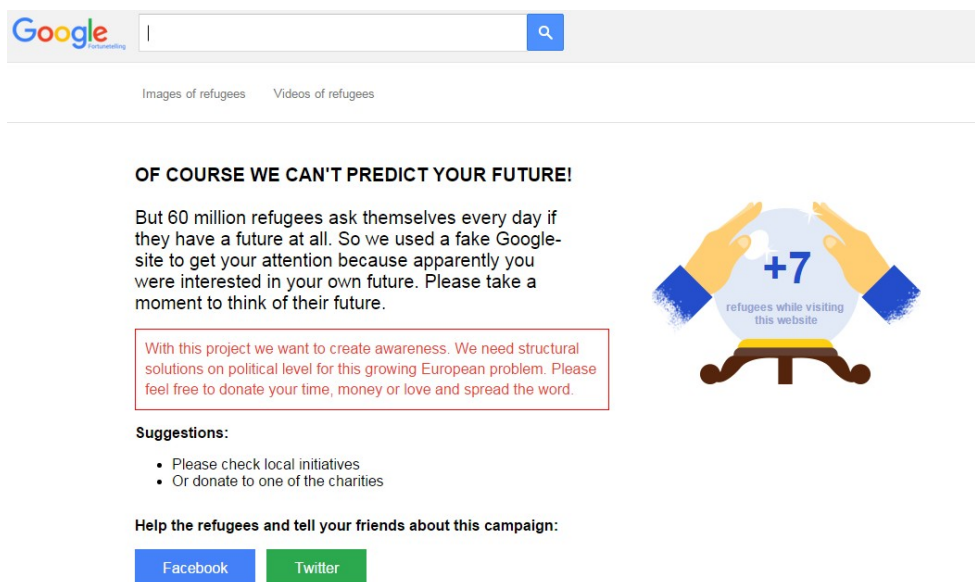 Google
Fortunetelling
Images of refugees Videos of refugees
OF COURSE WE CAN'T PREDICT YOUR FUTURE!
But 60 million refugees ask themselves every day if
they have a future at all. So we used a fake Google-
site to get your attention because apparently you
were interested in your own future. Please take a
moment to think of their future.
With this project we want to create awareness. We need structural
solutions on political level for this growing European problem. Please
feel free to donate your time, money or love and spread the word.
Suggestions:
• Please check local initiatives
• Or donate to one of the charities
Help the refugees and tell your friends about this campaign:
Facebook Twitter
+7
refugees while visiting
this website